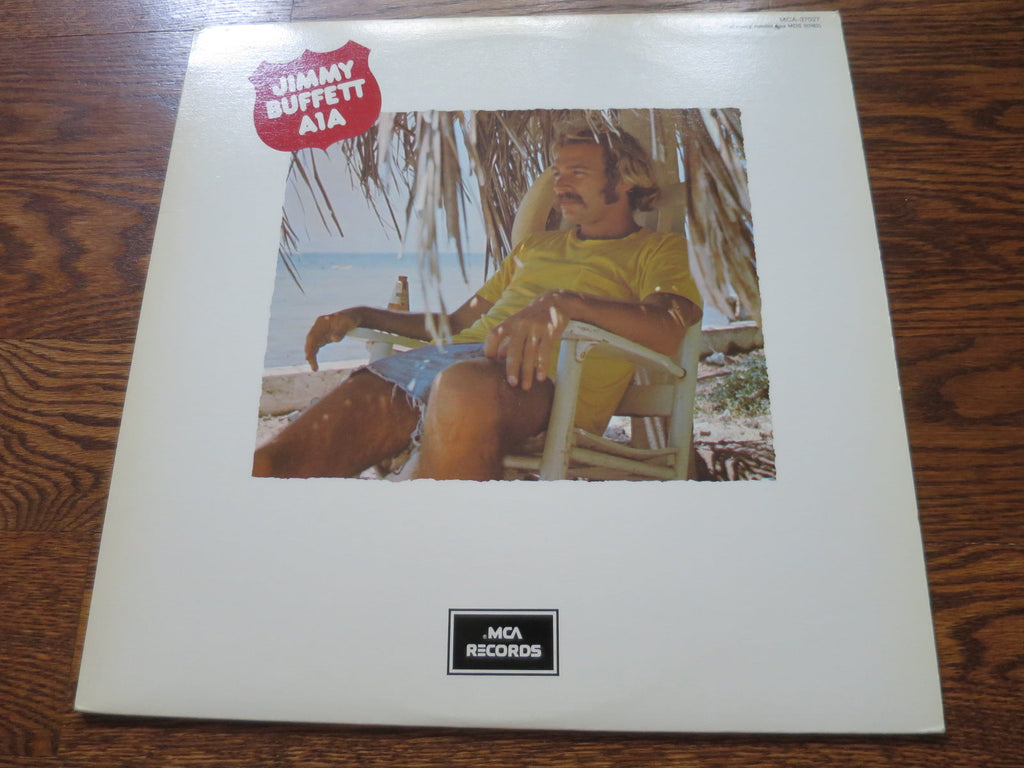 MCA-37027
JIMMY
BUFFETT
A1A
MCA
RECORDS